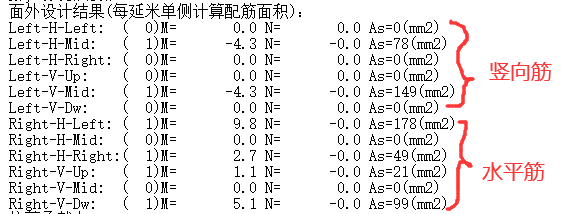 面外设计结果(每延米单侧计算配筋面积):
Left-H-Left: ( 0)M= 0.0 N= 0.0 As=0(mm2)
Left-H-Mid: ( 1)M= -4.3 N= -0.0 As=78(mm2)
Left-H-Right: ( 0)M= 0.0 N= 0.0 As=0(mm2)
Left-V-Up: ( 0)M= 0.0 N= 0.0 As=0(mm2)
Left-V-Mid: ( 1)M= -4.3 N= -0.0 As=149(mm2)
Left-V-Dw: ( 0)M= 0.0 N= 0.0 As=0(mm2)
竖向筋
Right-H-Left: ( 1)M= 9.8 N= -0.0 As=178(mm2)
Right-H-Mid: ( 0)M= 0.0 N= 0.0 As=0(mm2)
Right-H-Right:( 1)M= 2.7 N= -0.0 As=49(mm2)
Right-V-Up: ( 1)M= 1.1 N= -0.0 As=21(mm2)
Right-V-Mid: ( 0)M= 0.0 N= 0.0 As=0(mm2)
Right-V-Dw: ( 1)M= 5.1 N= -0.0 As=99(mm2)
水平筋